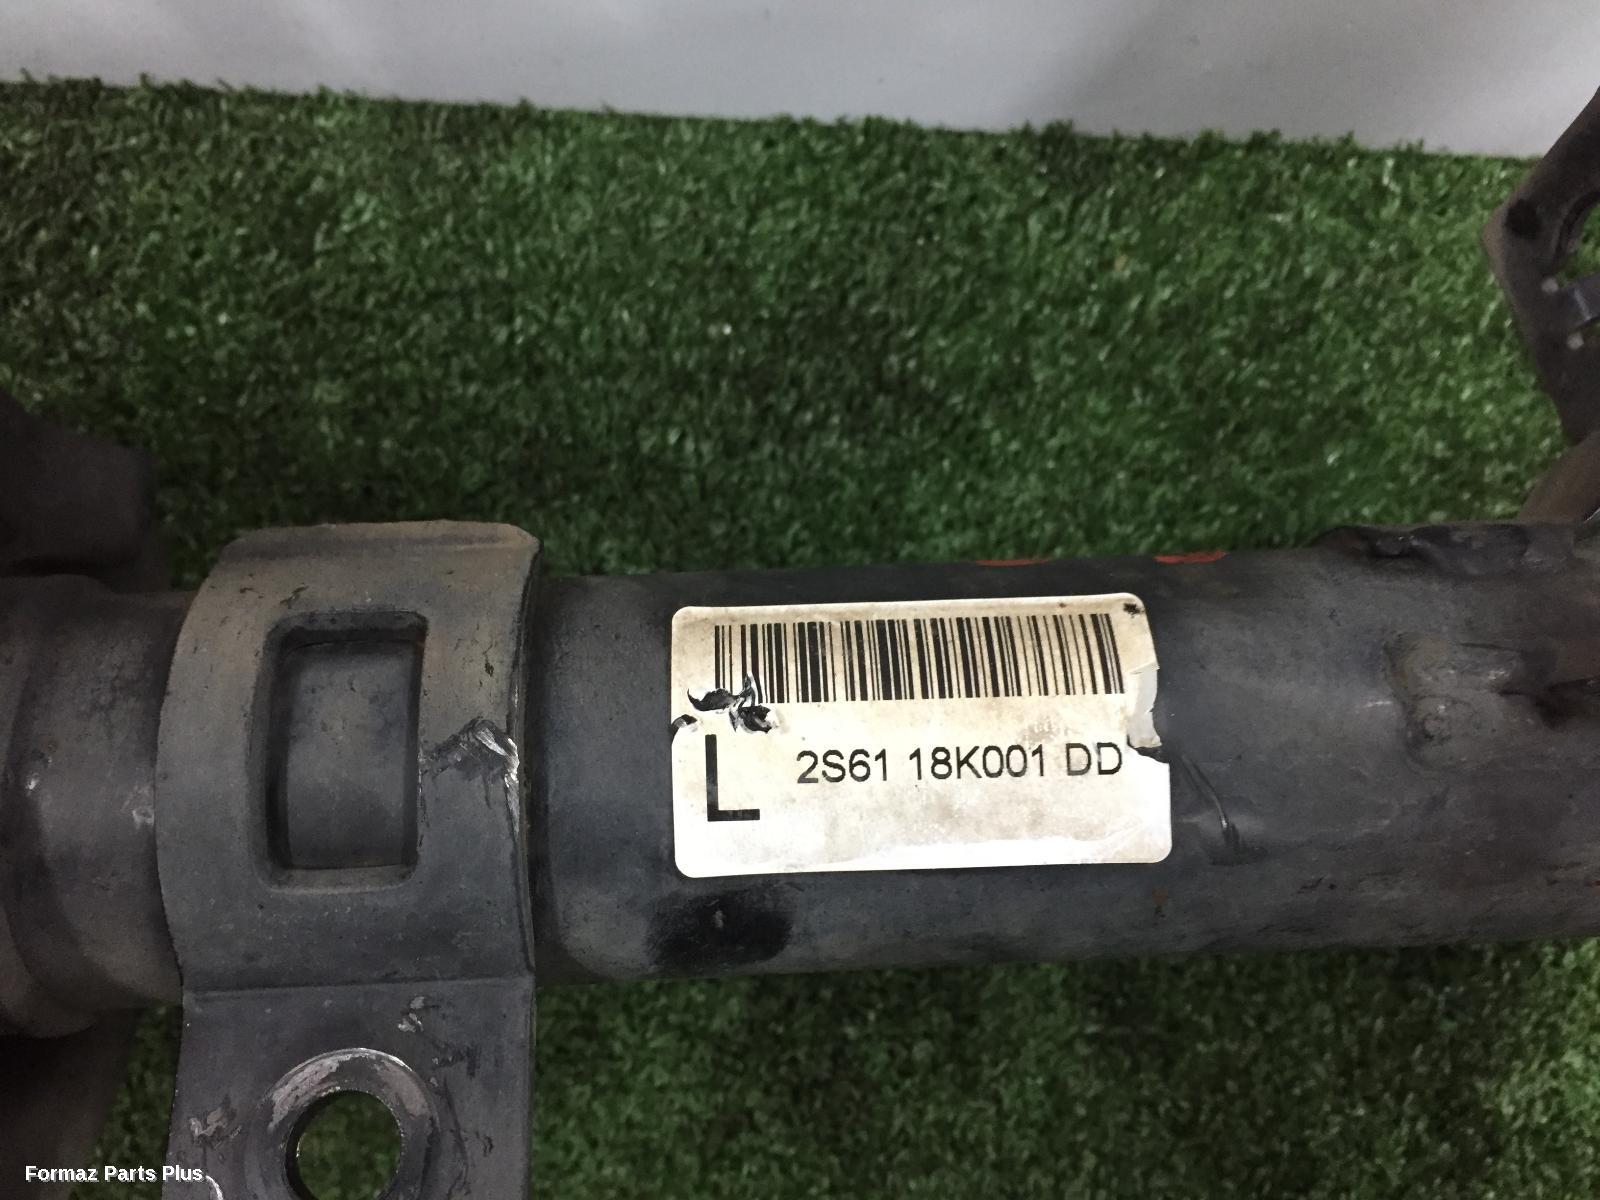 L
2S61 18K001 DD
Formaz Parts Plus